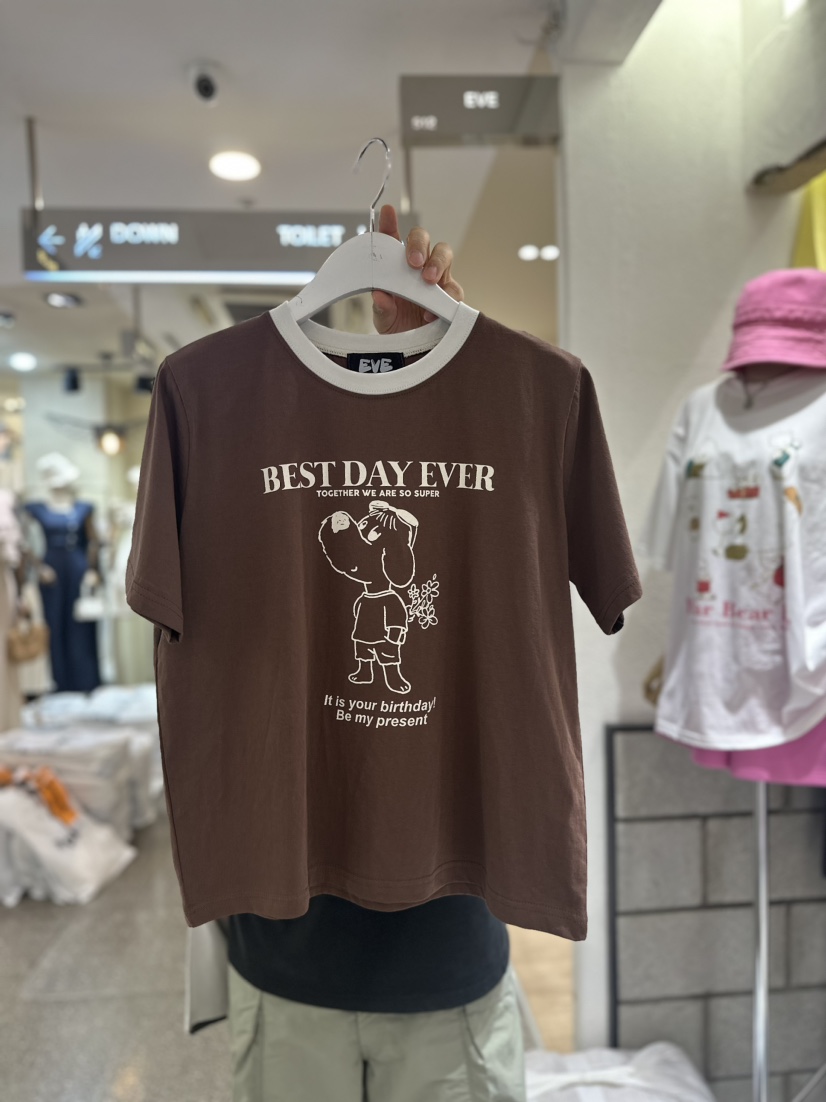 EVE
DOWN
TOILET
EVE
BEST DAY EVER
TOGETHER WE ARE SO SUPER
It is your birthday!
Be my present
Bear